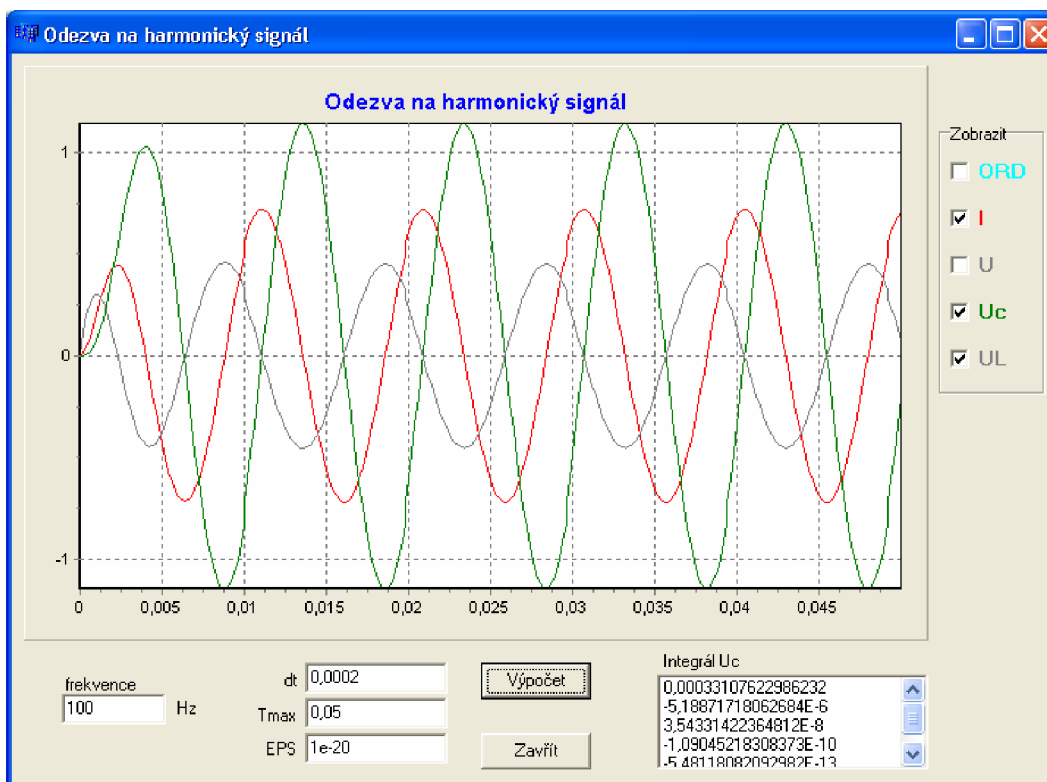 Odezva na harmonický signál
Odezva na harmonický signál
1
0
-1
0
0,005
0,01
0,015
0,02
0,025
0,03
0,035
0,04
0,045
Zobrazit
ORD
I
U
Uc
UL
frekvence
100 Hz
dt 0,0002
Tmax 0,05
EPS 1e-20
Výpočet
Zavřít
Integrál Uc
0,00033107622986232
-5,18871718062684E-6
3,54331422364812E-8
-1,09045218308373E-10
-5,48118082092982E-13